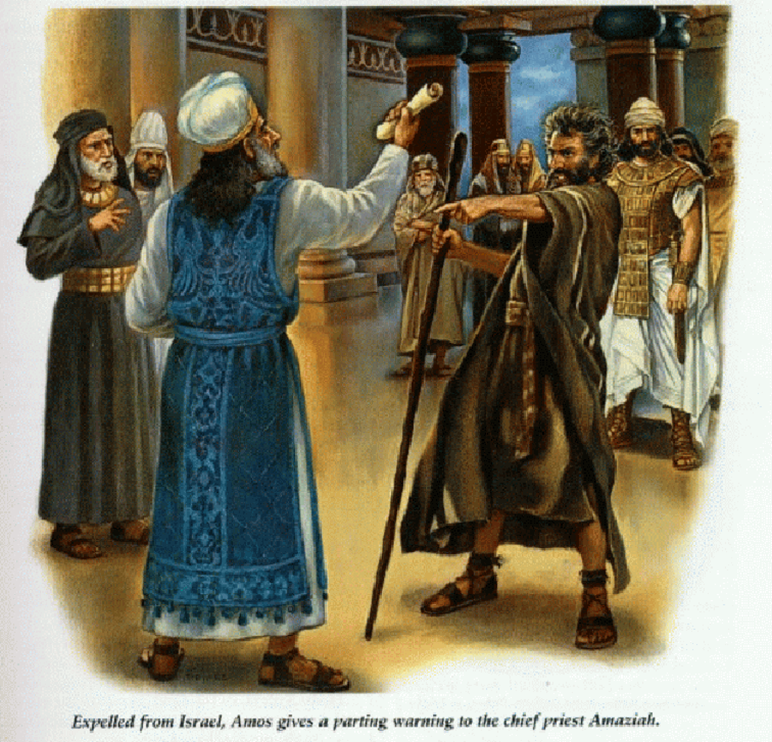 Expelled from Israel, Amos gives a parting warning to the chief priest Amaziah.